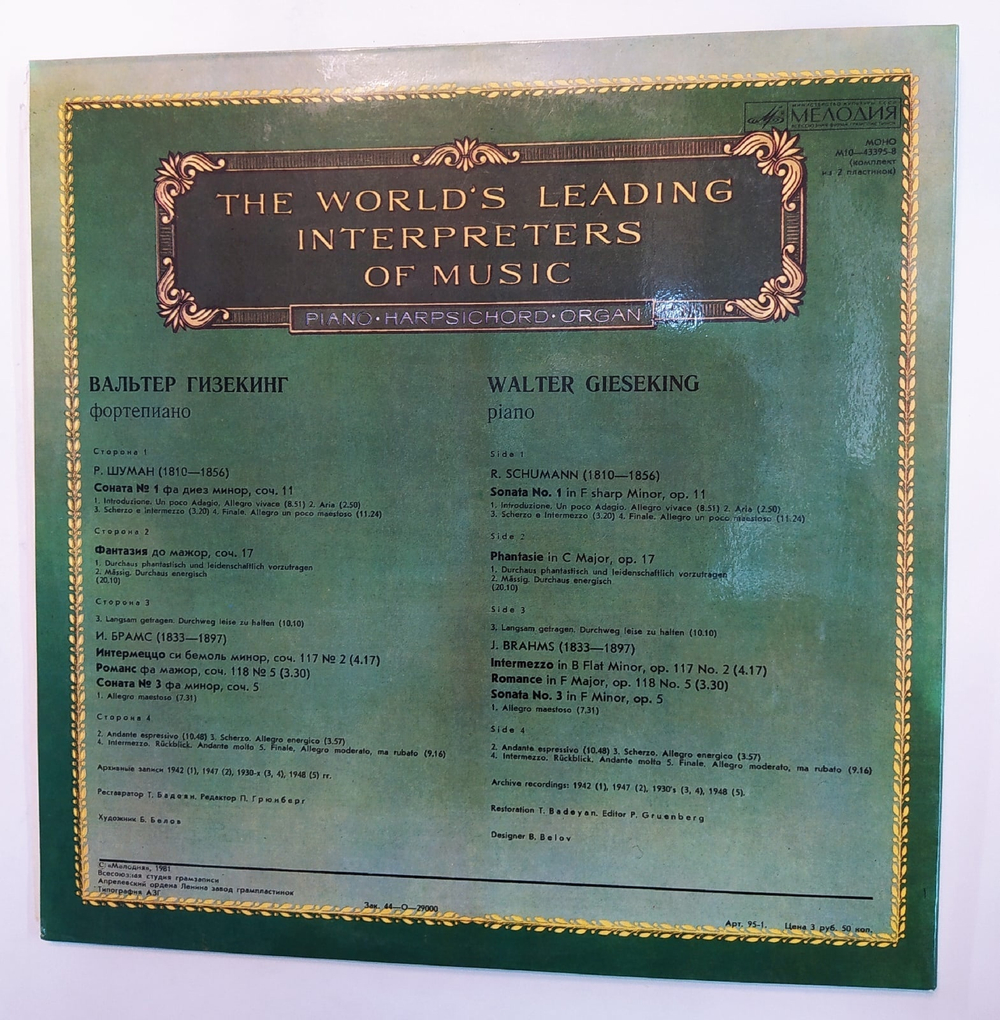 МИНИСТЕРСТВО КУЛЬТУРЫ СССР
МЕЛОДИЯ
ВСЕСОЮЗНАЯ ФИРМА ГРАМПЛАСТИНОК
МОНО
М10—43395-8
(комплект
из 2 пластинок)
THE WORLD'S LEADING
INTERPRETERS
OF MUSIC
PIANO·HARPSICHORD·ORGAN
ВАЛЬТЕР ГИЗЕКИНГ
фортепиано
Сторона 1
Р. ШУМАН (1810—1856)
Соната № 1 фа диез минор, соч. 11
1. Introduzione. Un poco Adagio. Allegro vivace (8.51) 2. Aria (2.50)
3. Scherzo e Intermezzo (3.20) 4. Finale. Allegro un poco maestoso (11.24)
Сторона 2
Фантазия до мажор, соч. 17
1. Durchaus phantastisch und leidenschaftlich vorzutragen
2. Mässig. Durchaus energisch
(20.10)
Сторона 3
3. Langsam getragen. Durchweg leise zu halten (10.10)
И. БРАМС (1833—1897)
Интермеццо си бемоль минор, соч. 117 № 2 (4.17)
Романс фа мажор, соч. 118 № 5 (3.30)
Соната № 3 фа минор, соч. 5
1. Allegro maestoso (7.31)
Сторона 4
2. Andante espressivo (10.48) 3. Scherzo. Allegro energico (3.57)
4. Intermezzo. Rückblick. Andante molto 5. Finale. Allegro moderato, ma rubato (9.16)
Архивные записи 1942 (1), 1947 (2), 1930-х (3, 4), 1948 (5) гг.
Реставратор Т. Бадеян. Редактор П. Грюнберг
Художник Б. Белов
WALTER GIESEKING
piano
Side 1
R. SCHUMANN (1810—1856)
Sonata No. 1 in F sharp Minor, op. 11
1. Introduzione. Un poco Adagio. Allegro vivace (8.51) 2. Aria (2.50)
3. Scherzo e Intermezzo (3.20) 4. Finale. Allegro un poco maestoso (11.24)
Side 2
Phantasie in C Major, op. 17
1. Durchaus phantastisch und leidenschaftlich vorzutragen
2. Mässig. Durchaus energisch
(20.10)
Side 3
3. Langsam getragen. Durchweg leise zu halten (10.10)
J. BRAHMS (1833—1897)
Intermezzo in B Flat Minor, op. 117 No. 2 (4.17)
Romance in F Major, op. 118 No. 5 (3.30)
Sonata No. 3 in F Minor, op. 5
1. Allegro maestoso (7.31)
Side 4
2. Andante espressivo (10.48) 3. Scherzo. Allegro energico (3.57)
4. Intermezzo. Rückblick. Andante molto 5. Finale. Allegro moderato, ma rubato (9.16)
Archive recordings: 1942 (1), 1947 (2), 1930's (3, 4), 1948 (5).
Restoration T. Badeyan. Editor P. Gruenberg
Designer B. Belov
С «Мелодия», 1981
Всесоюзная студия грамзаписи
Апрелевский ордена Ленина завод грампластинок
Типография АЗГ
Зак. 44—О—29000
Арт. 95-1. Цена 3 руб. 50 коп.